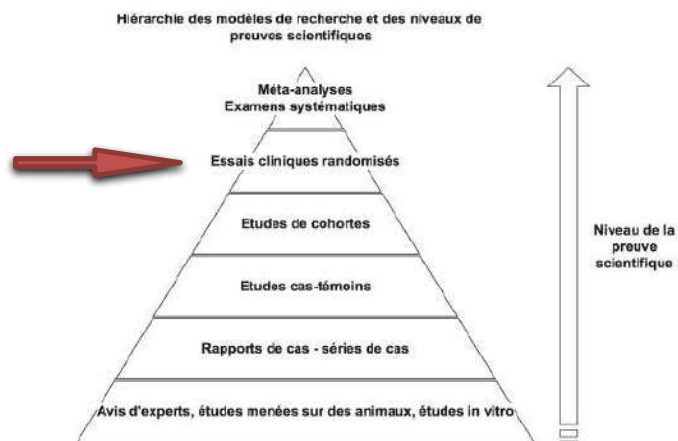 Hiérarchie des modèles de recherche et des niveaux de
preuves scientifiques
Méta-analyses
Examens systématiques
Essais cliniques randomisés
Etudes de cohortes
Etudes cas-témoins
Rapports de cas - séries de cas
Avis d'experts, études menées sur des animaux, études in vitro
Niveau de la
preuve
scientifique